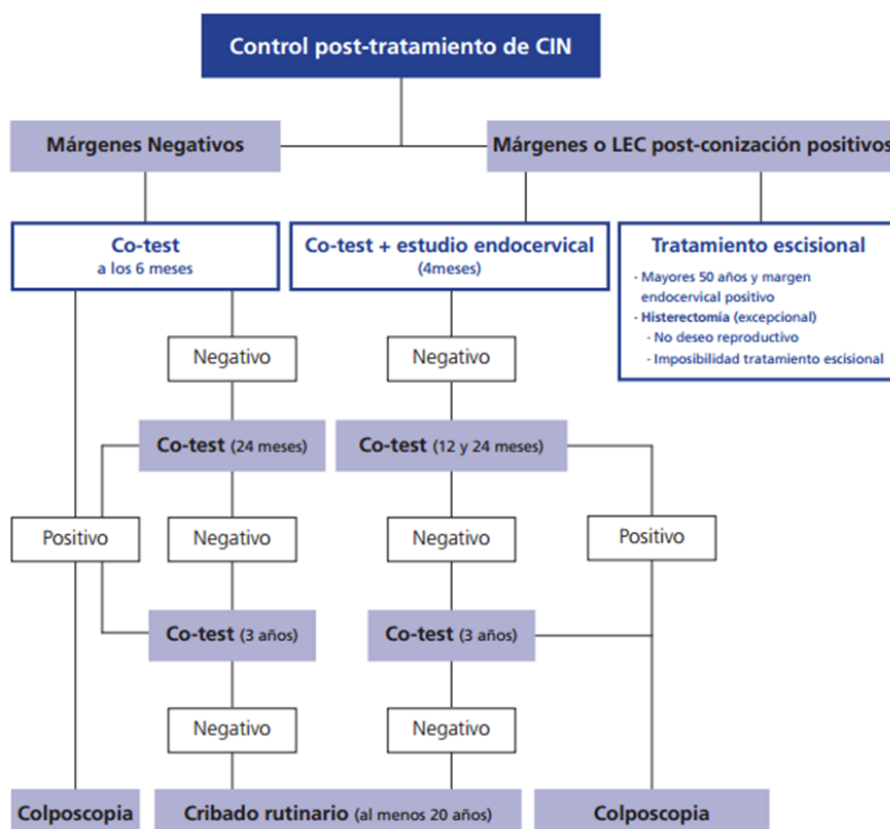 Control post-tratamiento de CIN
Márgenes Negativos
Márgenes o LEC post-conización positivos
Co-test
a los 6 meses
Co-test + estudio endocervical
(4meses)
Tratamiento escisional
· Mayores 50 años y margen
endocervical positivo
· Histerectomía (excepcional)
· No deseo reproductivo
· Imposibilidad tratamiento escisional
Negativo
Negativo
Co-test (24 meses)
Co-test (12 y 24 meses)
Positivo
Negativo
Negativo
Positivo
Co-test (3 años)
Co-test (3 años)
Negativo
Negativo
Colposcopia
Cribado rutinario (al menos 20 años)
Colposcopia